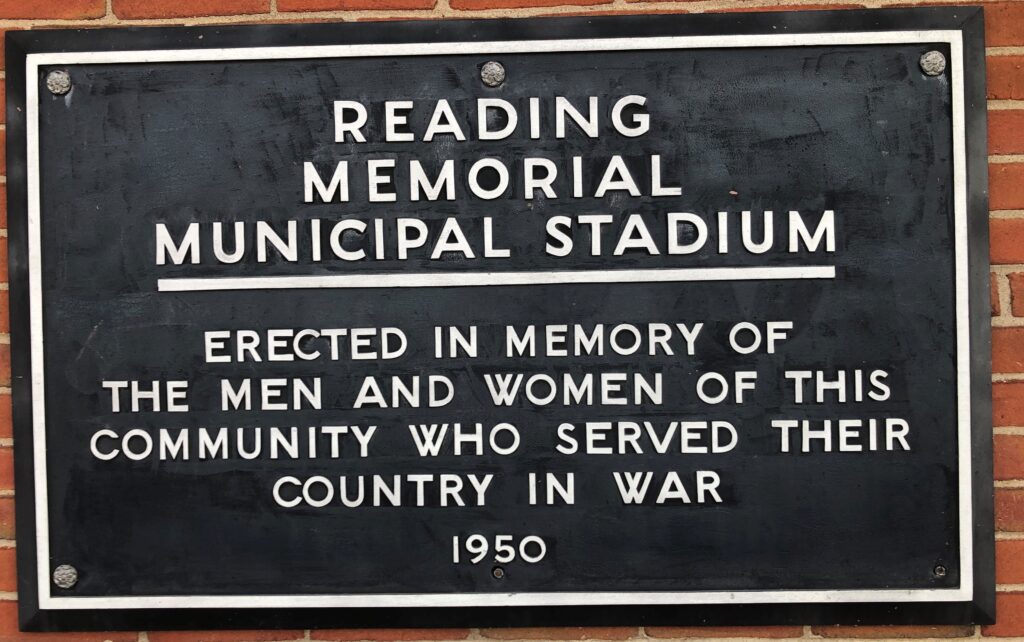 READING
MEMORIAL
MUNICIPAL STADIUM
ERECTED IN MEMORY OF
THE MEN AND WOMEN OF THIS
COMMUNITY WHO SERVED THEIR
COUNTRY IN WAR
1950